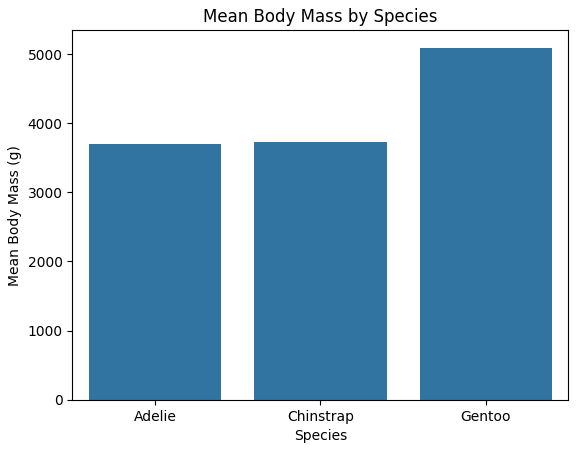 Mean Body Mass by Species
Mean Body Mass (g)
5000
4000
3000
2000
1000
0
Adelie Chinstrap Gentoo
Species